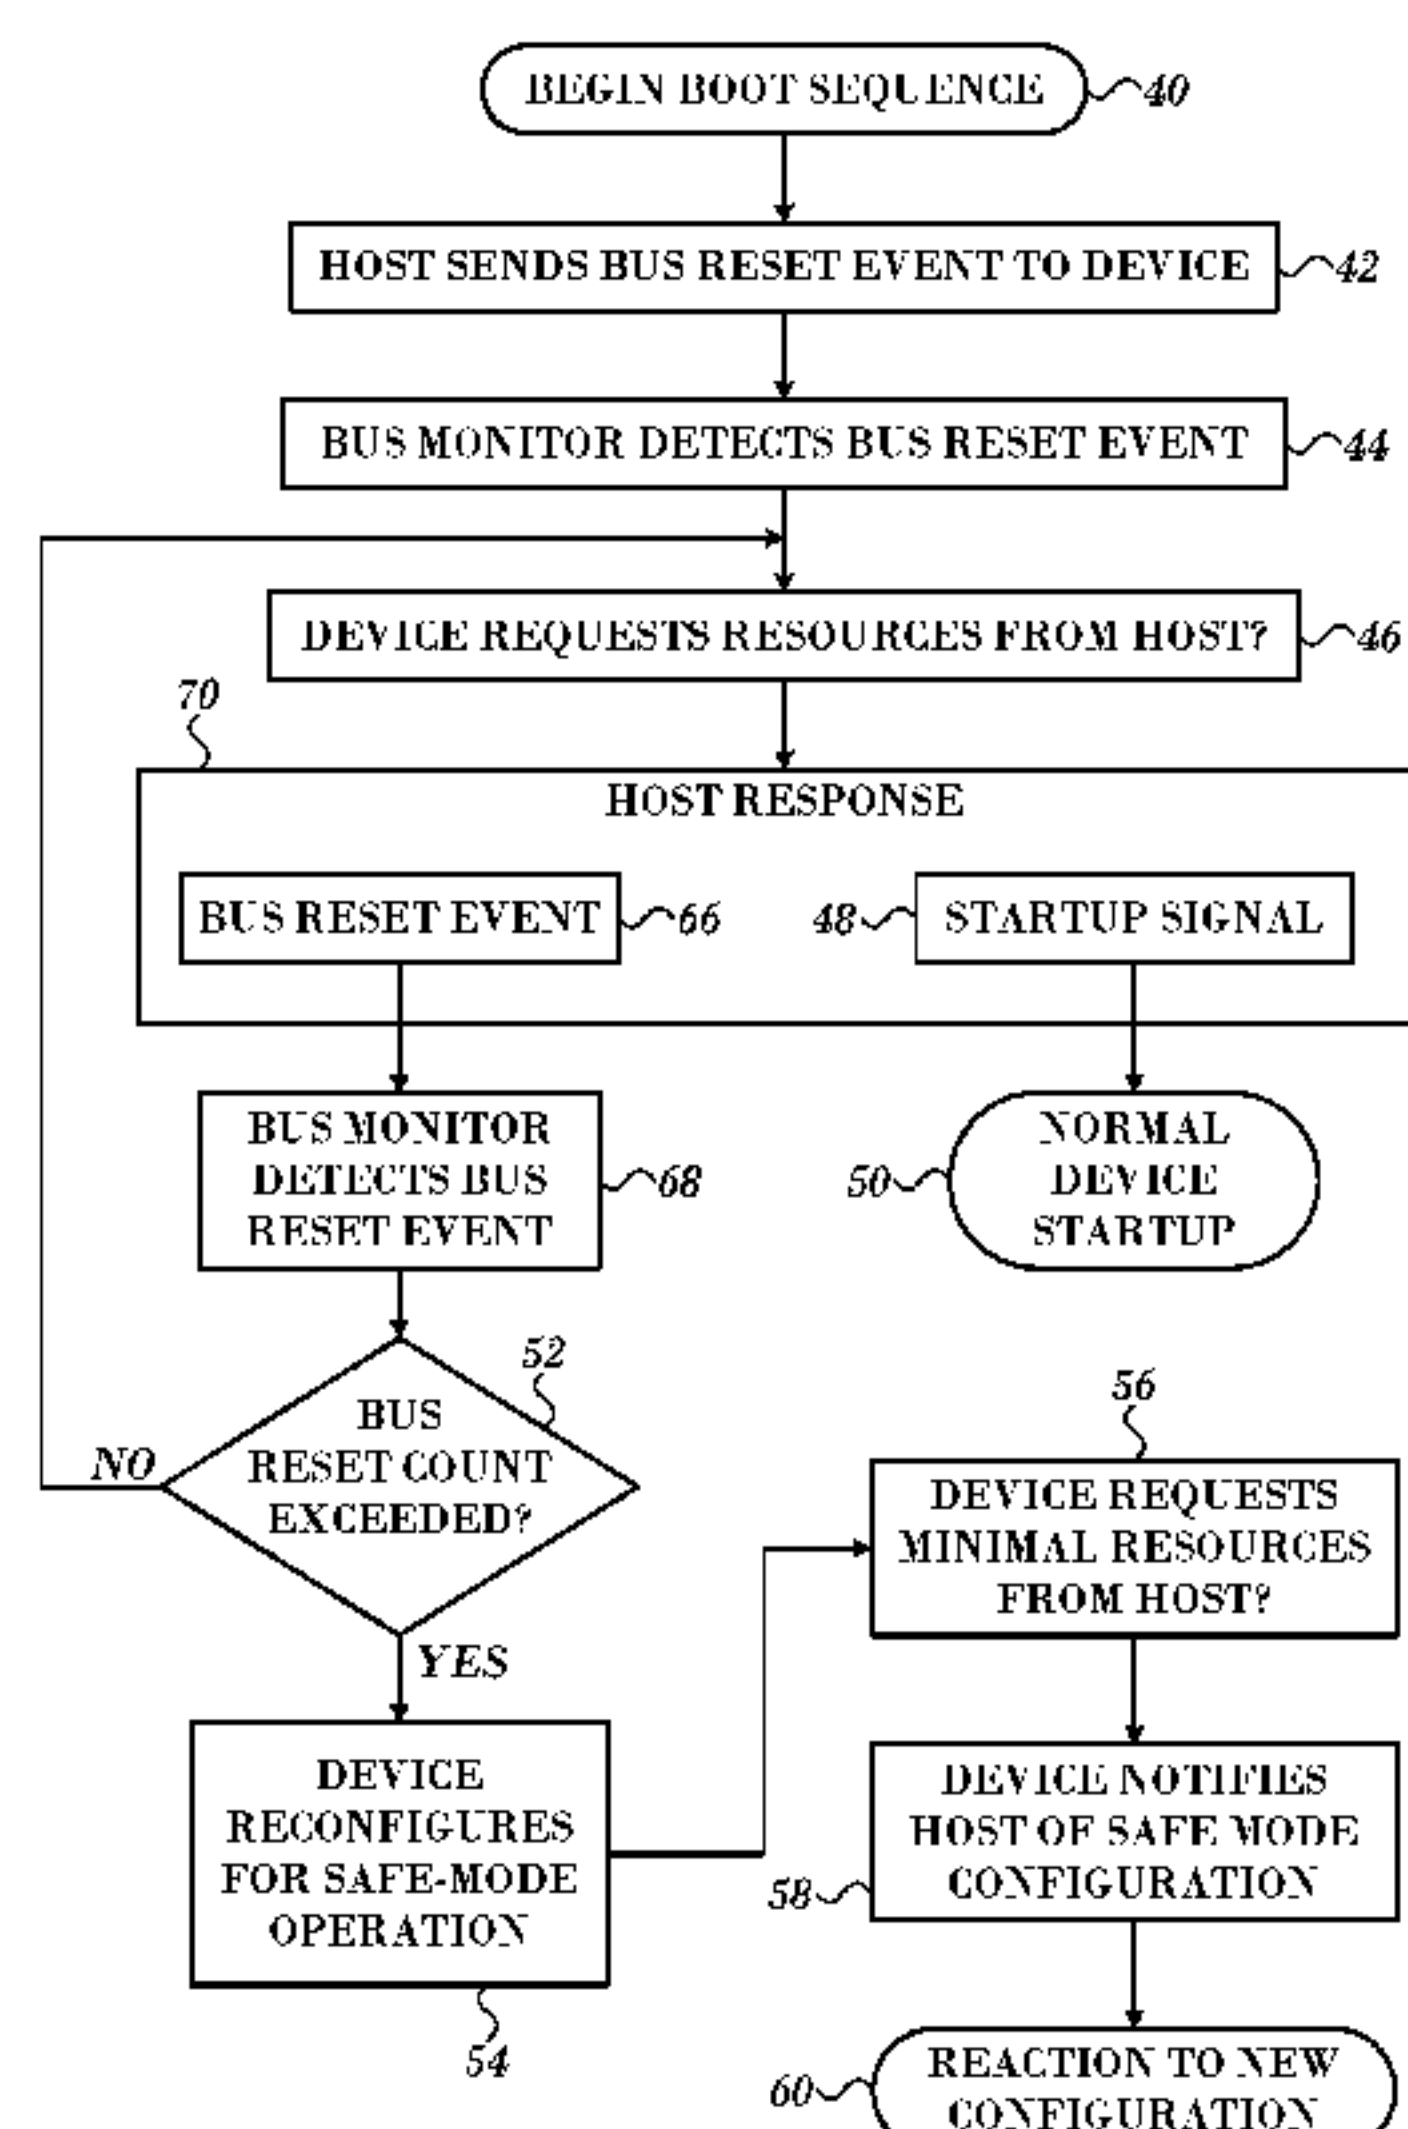 BEGIN BOOT SEQUENCE
40
HOST SENDS BUS RESET EVENT TO DEVICE
42
BUS MONITOR DETECTS BUS RESET EVENT
44
DEVICE REQUESTS RESOURCES FROM HOST?
46
70
HOST RESPONSE
BUS RESET EVENT
66
48
STARTUP SIGNAL
BUS MONITOR
DETECTS BUS
RESET EVENT
68
50
NORMAL
DEVICE
STARTUP
52
BUS
RESET COUNT
EXCEEDED?
NO
YES
DEVICE
RECONFIGURES
FOR SAFE-MODE
OPERATION
54
56
DEVICE REQUESTS
MINIMAL RESOURCES
FROM HOST?
DEVICE NOTIFIES
HOST OF SAFE MODE
CONFIGURATION
58
60
REACTION TO NEW
CONFIGURATION